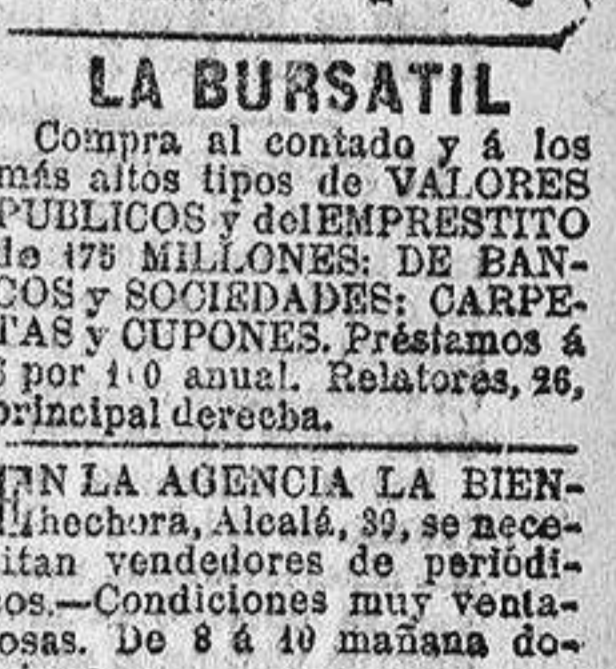 LA BURSATIL
Compra al contado y á los
más altos tipos de VALORES
PUBLICOS y del EMPRESTITO
de 175 MILLONES: DE BAN-
COS y SOCIEDADES: CARPE-
TAS y CUPONES. Préstamos á
por 100 anual. Relatores, 26,
principal derecha.
EN LA AGENCIA LA BIEN-
hechora, Alcalá, 39, se nece-
sitan vendedores de periódi-
cos.—Condiciones muy venta-
josas. De 8 á 10 mañana do-